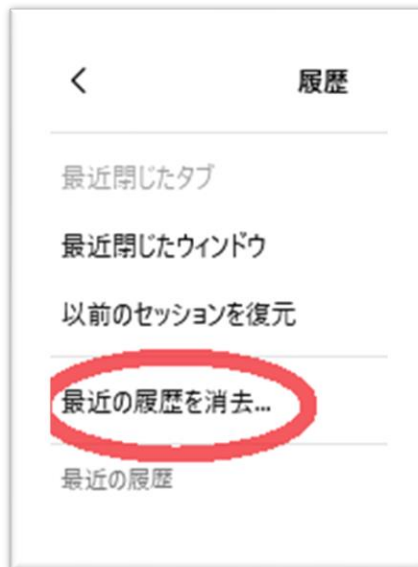 履歴
最近閉じたタブ
最近閉じたウィンドウ
以前のセッションを復元
最近の履歴を消去...
最近の履歴